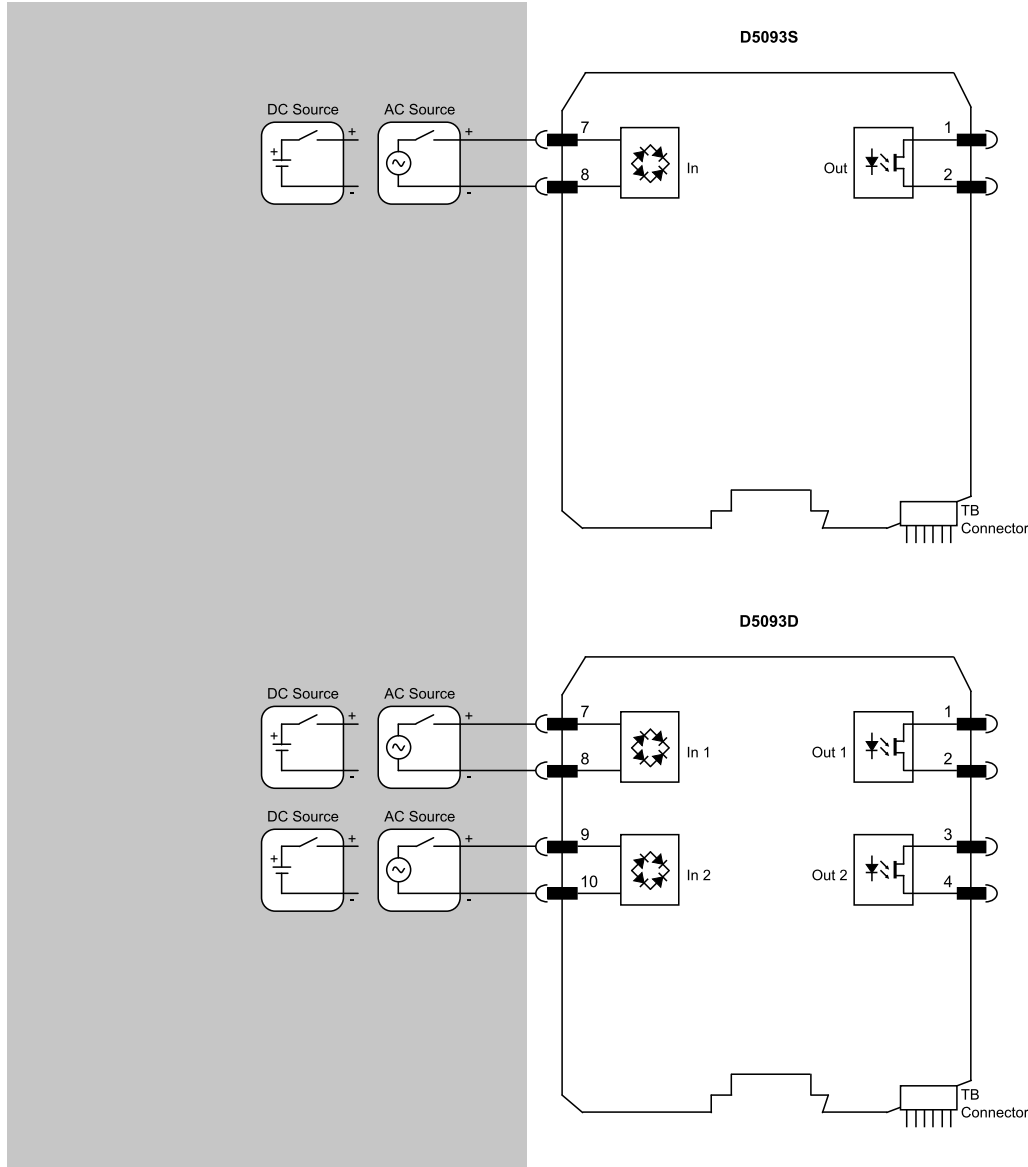 D5093S
DC Source
AC Source
+
+
+
-
-
7
8
In
Out
1
2
TB
Connector
D5093D
DC Source
AC Source
+
+
+
-
-
7
8
In 1
Out 1
1
2
DC Source
AC Source
+
+
+
-
-
9
10
In 2
Out 2
3
4
TB
Connector